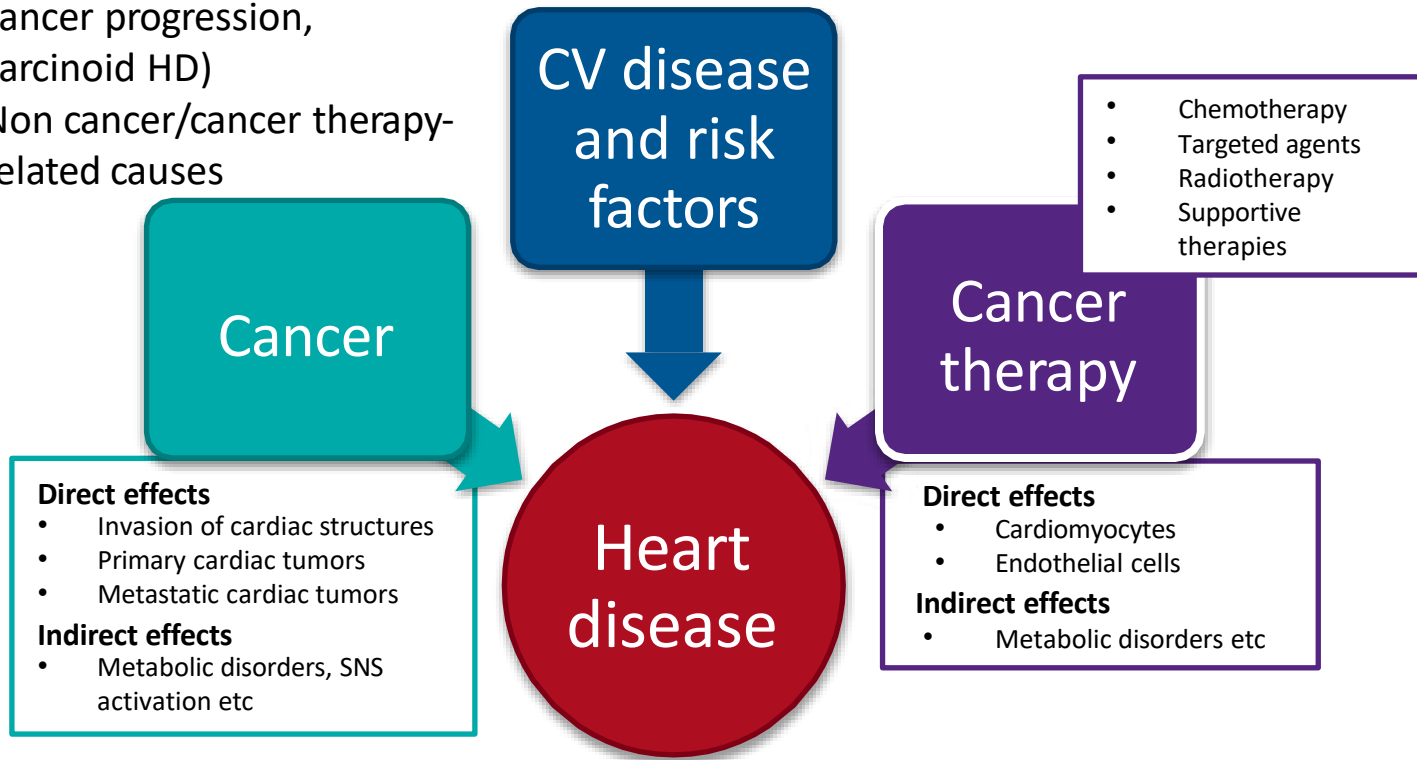 ancer progression,
arcinoid HD)
Non cancer/cancer therapy-
elated causes
CV disease
and risk
factors
• Chemotherapy
• Targeted agents
• Radiotherapy
• Supportive
therapies
Cancer
Cancer
therapy
Direct effects
• Invasion of cardiac structures
• Primary cardiac tumors
• Metastatic cardiac tumors
Indirect effects
• Metabolic disorders, SNS
activation etc
Heart
disease
Direct effects
• Cardiomyocytes
• Endothelial cells
Indirect effects
• Metabolic disorders etc